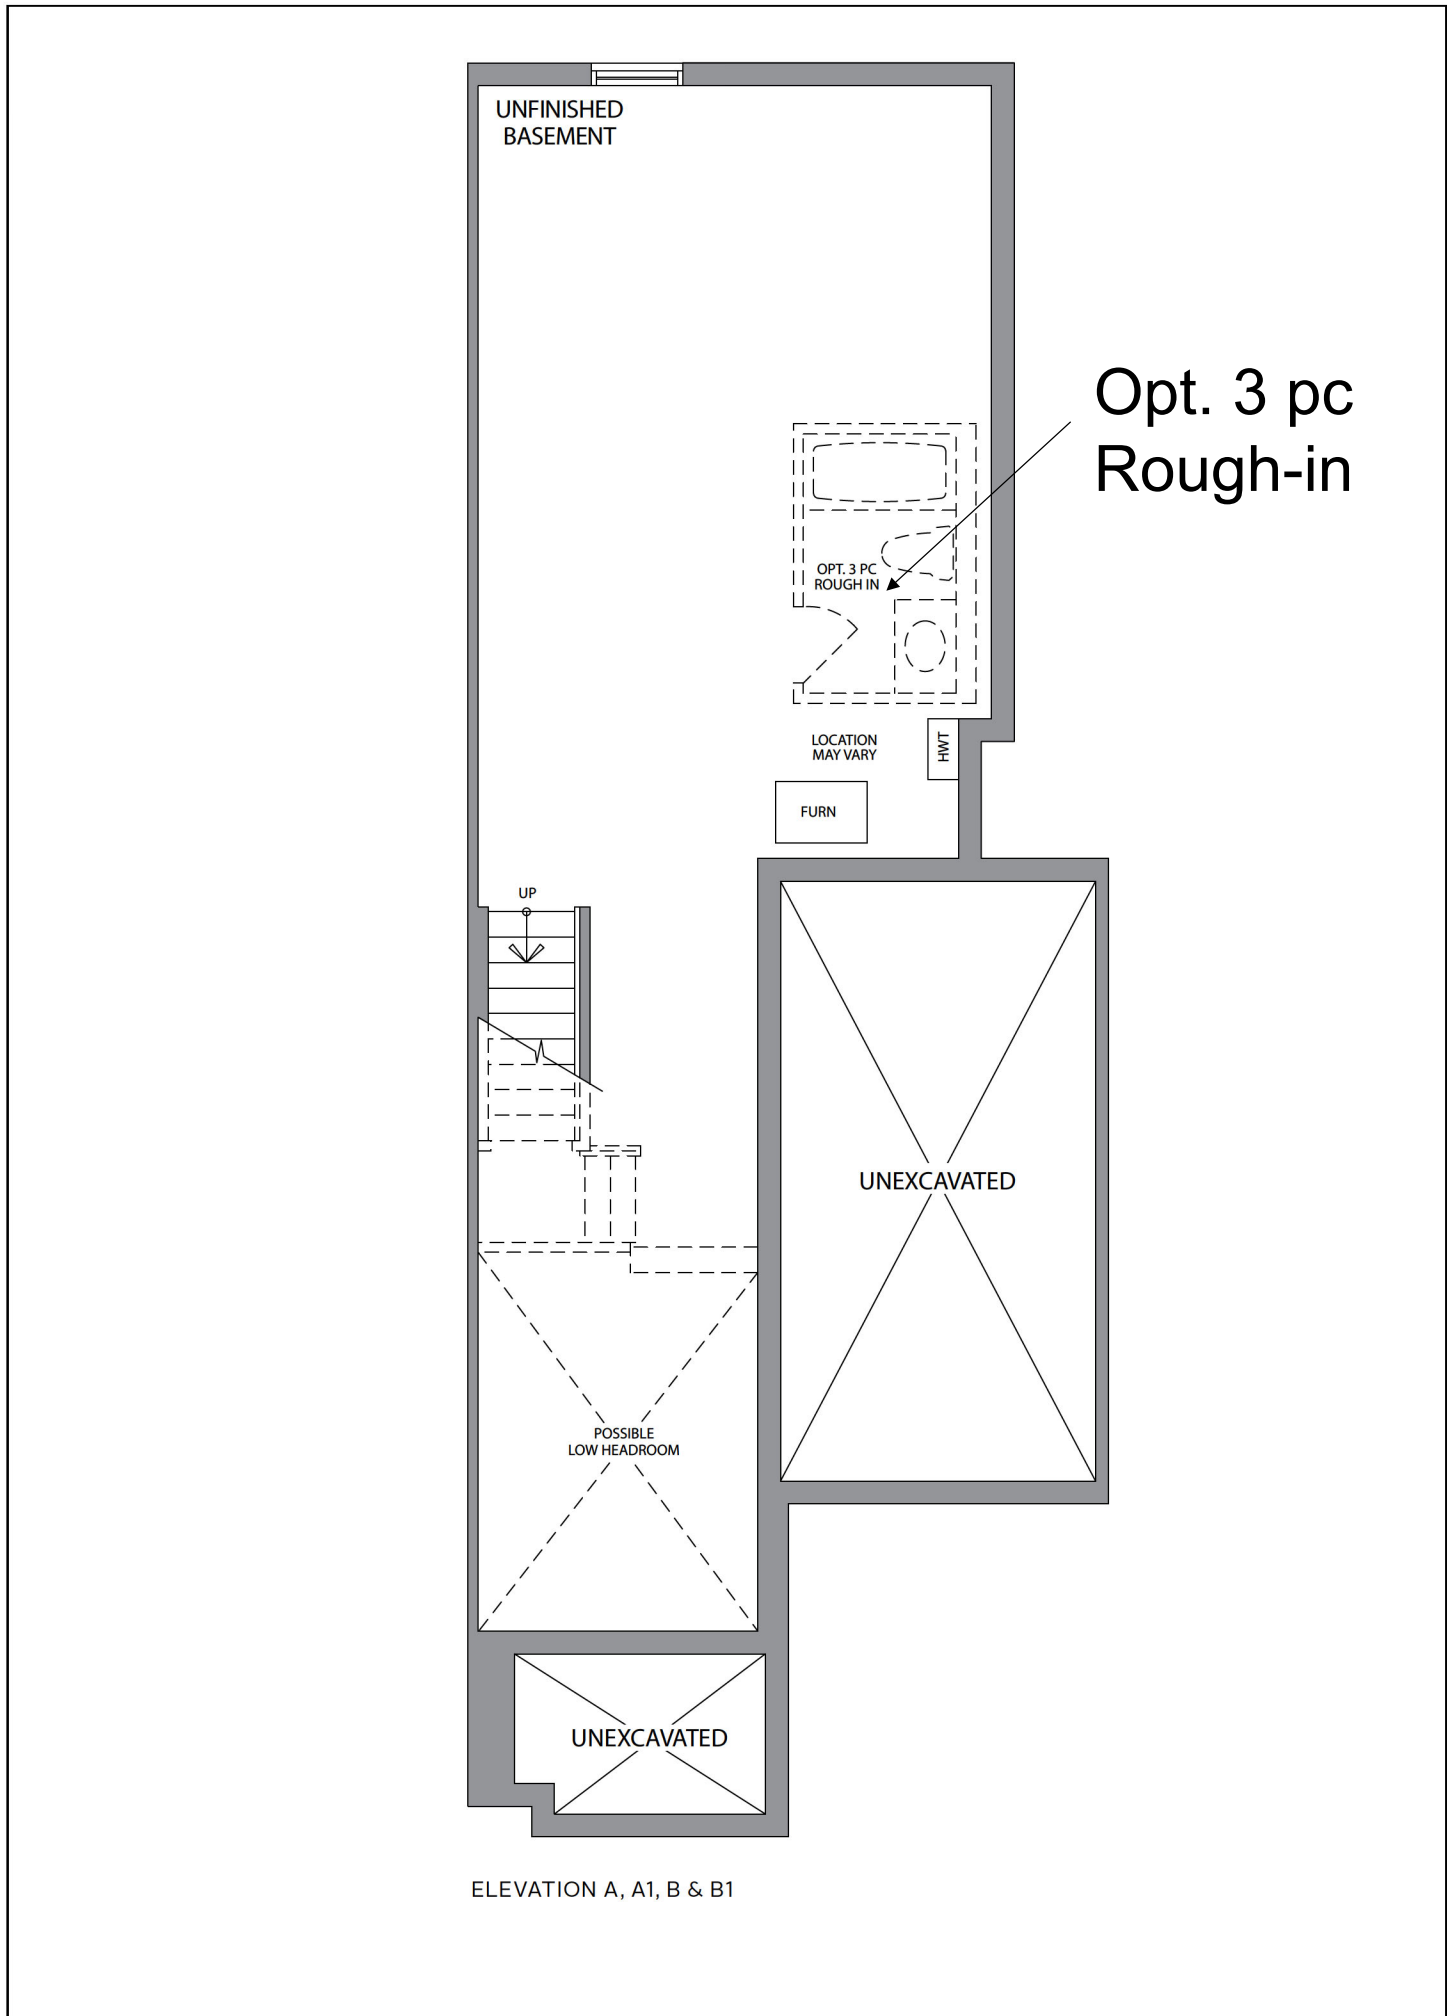 UNFINISHED
BASEMENT
Opt. 3 pc
Rough-in
OPT. 3 PC
ROUGH IN
LOCATION
MAY VARY
HWT
FURN
UP
UNEXCAVATED
POSSIBLE
LOW HEADROOM
UNEXCAVATED
ELEVATION A, A1, B & B1